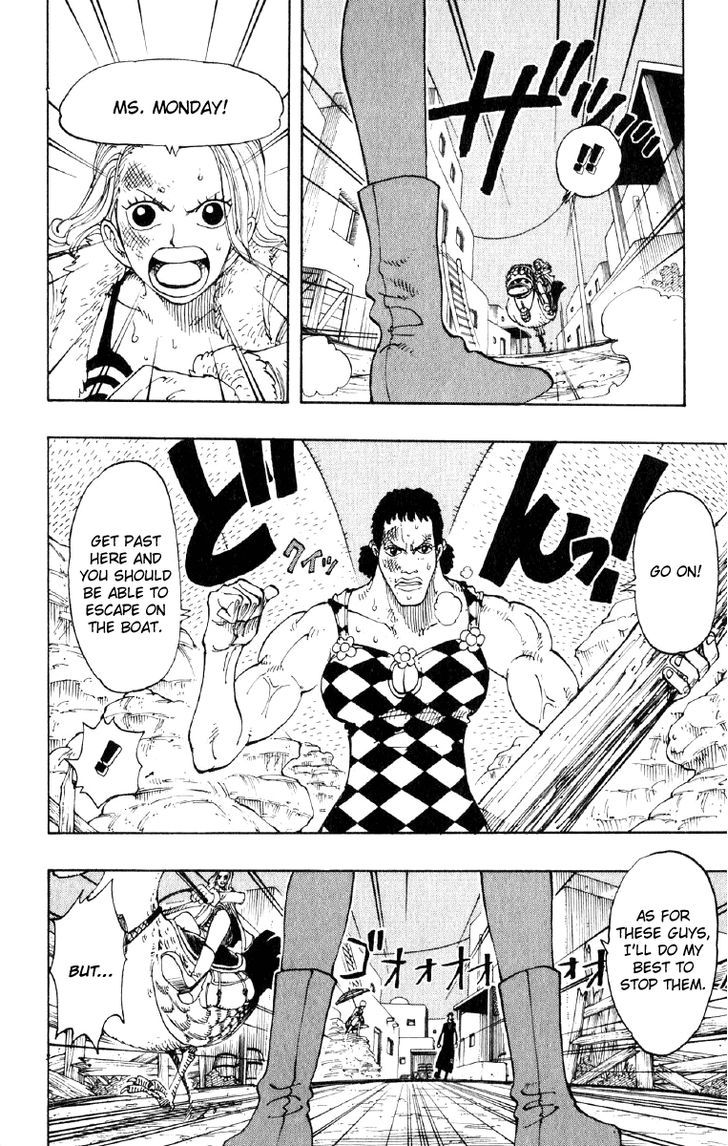 MS. MONDAY!
ザ
!!
どんっ!
クイッ
GO ON!
GET PAST
HERE AND
YOU SHOULD
BE ABLE TO
ESCAPE ON
THE BOAT.
!!
AS FOR
THESE GUYS,
I'LL DO MY
BEST TO
STOP THEM.
ゴオオオオ
BUT...